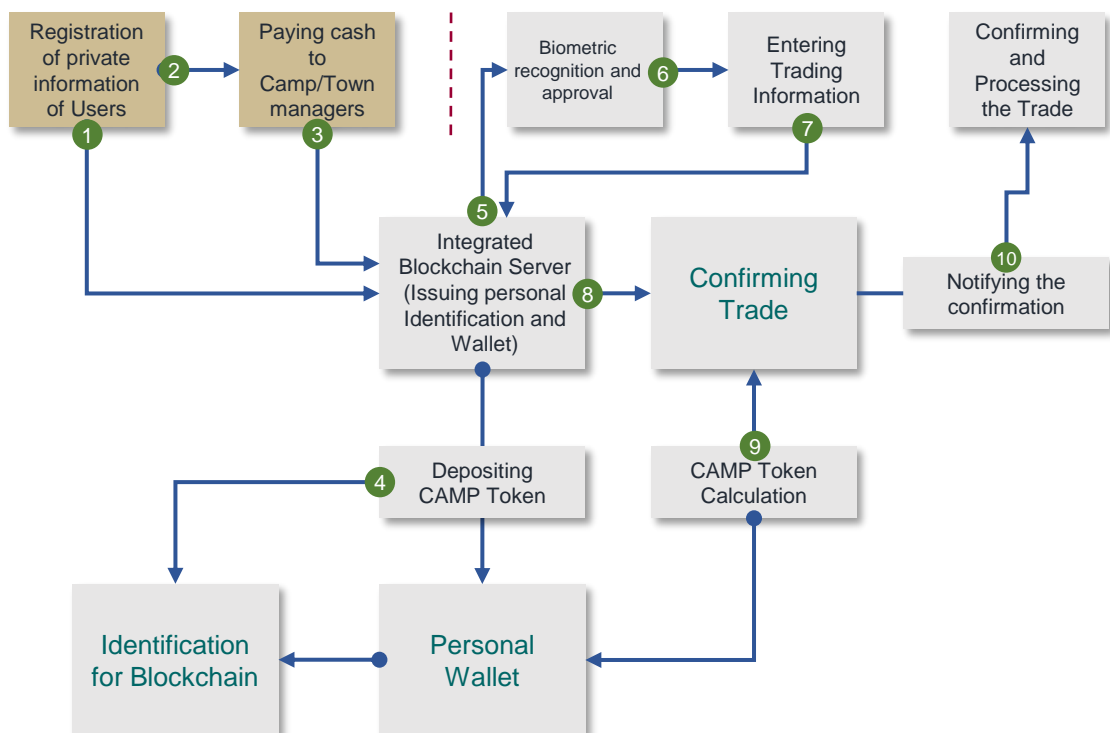 Registration
of private
information
of Users
1
2
Paying cash
to
Camp/Town
managers
3
Biometric
recognition and
approval
6
Entering
Trading
Information
7
Confirming
and
Processing
the Trade
5
Integrated
Blockchain Server
(Issuing personal
Identification and
Wallet)
8
Confirming
Trade
10
Notifying the
confirmation
4
Depositing
CAMP Token
9
CAMP Token
Calculation
Identification
for Blockchain
Personal
Wallet